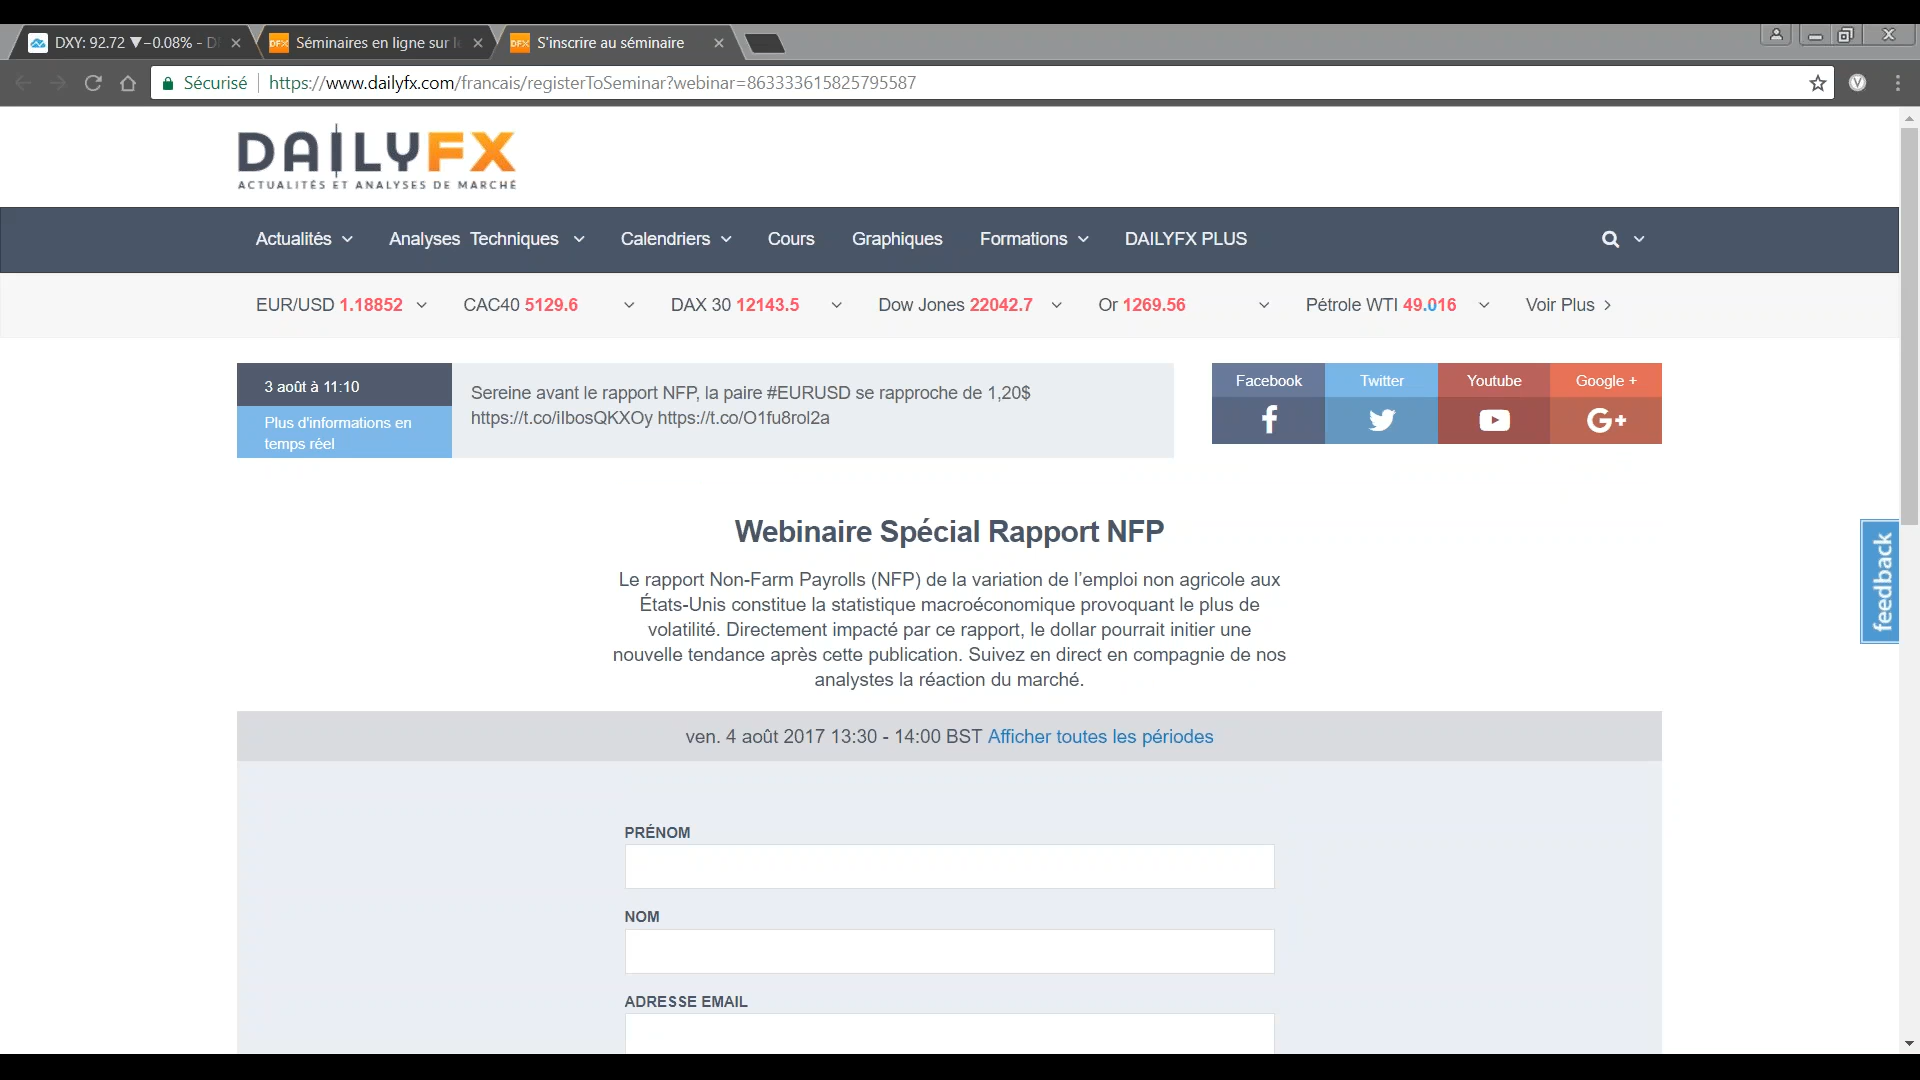 DXY: 92.72 ▼−0.08% - D
Séminaires en ligne sur
S'inscrire au séminaire
Sécurisé
https://www.dailyfx.com/francais/registerToSeminar?webinar=863333615825795587
DAILYFX
ACTUALITÉS ET ANALYSES DE MARCHÉ
Actualités Analyses Techniques Calendriers Cours Graphiques Formations DAILYFX PLUS
EUR/USD 1.18852 CAC40 5129.6 DAX 30 12143.5 Dow Jones 22042.7 Or 1269.56 Pétrole WTI 49.016 Voir Plus
3 août à 11:10
Plus d'informations en
temps réel
Sereine avant le rapport NFP, la paire #EURUSD se rapproche de 1,20$
https://t.co/iIbosQKXOy https://t.co/O1fu8rol2a
Facebook Twitter Youtube Google +
Webinaire Spécial Rapport NFP
Le rapport Non-Farm Payrolls (NFP) de la variation de l’emploi non agricole aux
États-Unis constitue la statistique macroéconomique provoquant le plus de
volatilité. Directement impacté par ce rapport, le dollar pourrait initier une
nouvelle tendance après cette publication. Suivez en direct en compagnie de nos
analystes la réaction du marché.
feedback
ven. 4 août 2017 13:30 - 14:00 BST Afficher toutes les périodes
PRÉNOM
NOM
ADRESSE EMAIL